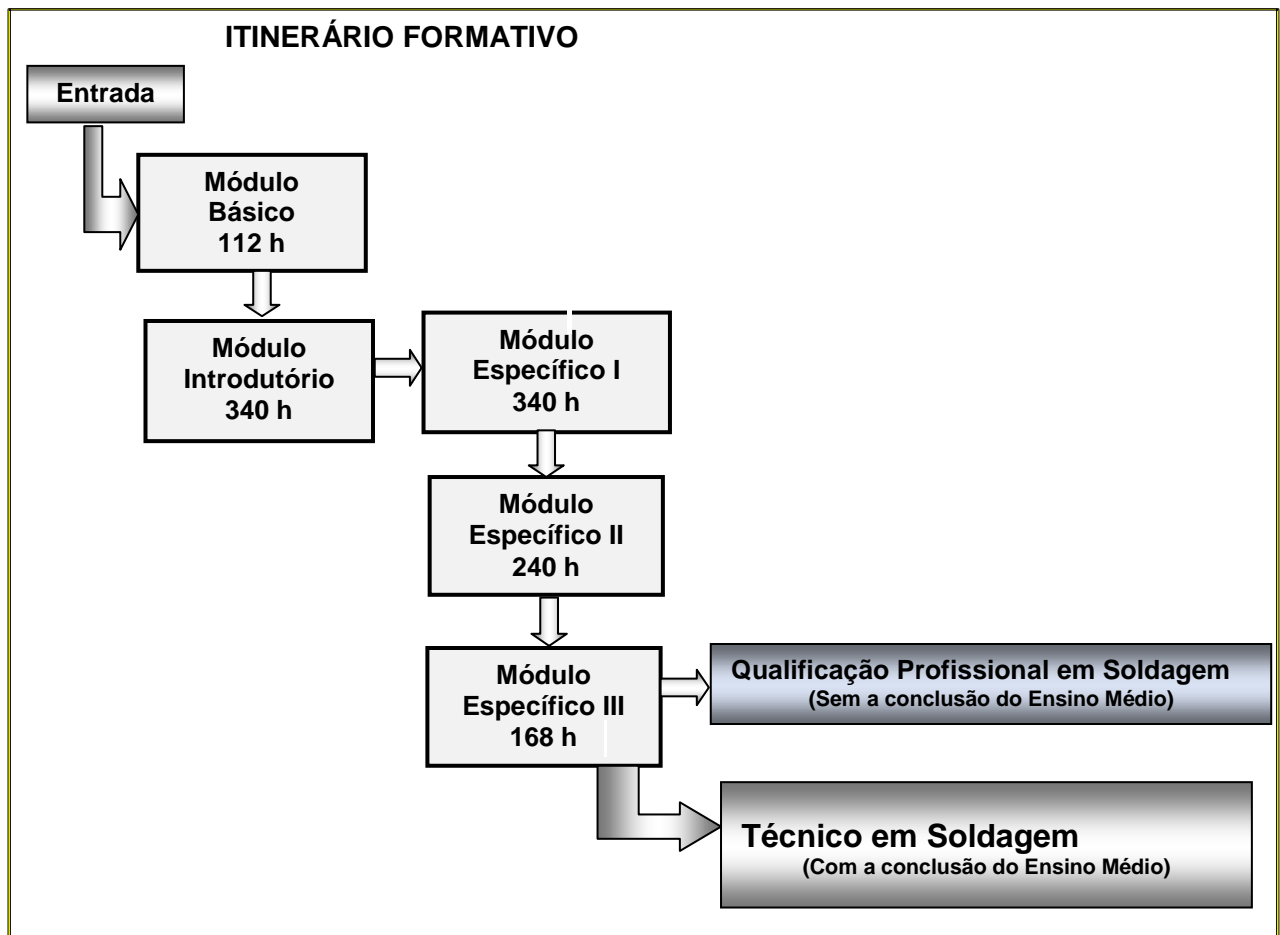 ITINERÁRIO FORMATIVO
Entrada
Módulo
Básico
112 h
Módulo
Introdutório
340 h
Módulo
Específico I
340 h
Módulo
Específico II
240 h
Módulo
Específico III
168 h
Qualificação Profissional em Soldagem
(Sem a conclusão do Ensino Médio)
Técnico em Soldagem
(Com a conclusão do Ensino Médio)